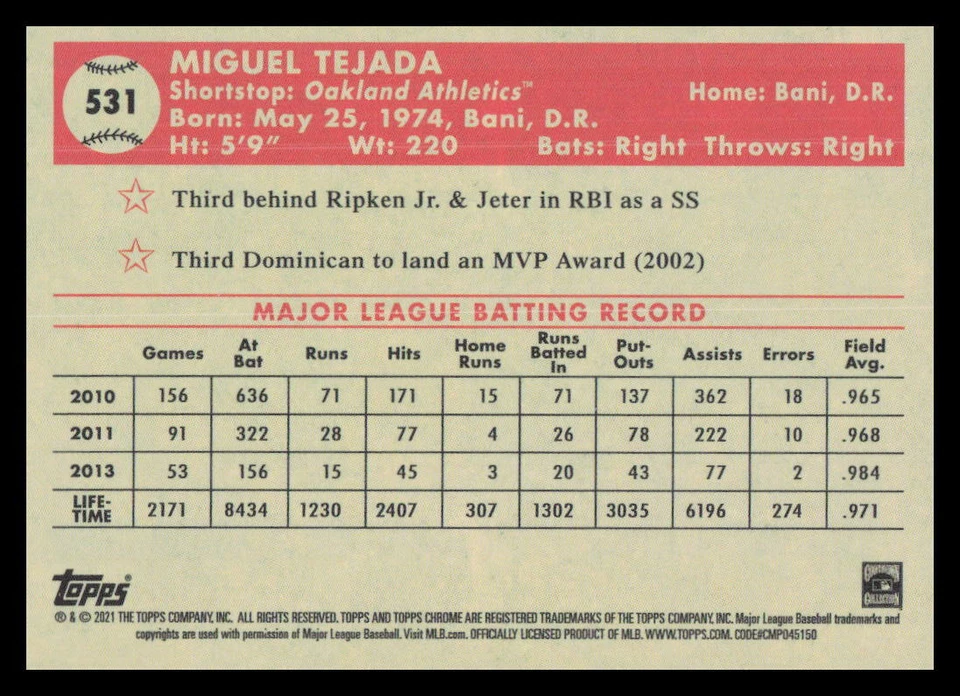 531
MIGUEL TEJADA
Shortstop: Oakland Athletics™ Home: Bani, D.R.
Born: May 25, 1974, Bani, D.R.
Ht: 5'9" Wt: 220 Bats: Right Throws: Right
Third behind Ripken Jr. & Jeter in RBI as a SS
Third Dominican to land an MVP Award (2002)
MAJOR LEAGUE BATTING RECORD
Games At Bat Runs Hits Home Runs Runs Batted In Put-Outs Assists Errors Field Avg.
2010 156 636 71 171 15 71 137 362 18 .965
2011 91 322 28 77 4 26 78 222 10 .968
2013 53 156 15 45 3 20 43 77 2 .984
LIFE-TIME 2171 8434 1230 2407 307 1302 3035 6196 274 .971
Topps®
COOPERSTOWN COLLECTION
® & © 2021 THE TOPPS COMPANY, INC. ALL RIGHTS RESERVED. TOPPS AND TOPPS CHROME ARE REGISTERED TRADEMARKS OF THE TOPPS COMPANY, INC. Major League Baseball trademarks and
copyrights are used with permission of Major League Baseball. Visit MLB.com. OFFICIALLY LICENSED PRODUCT OF MLB. WWW.TOPPS.COM. CODE#CMP045150